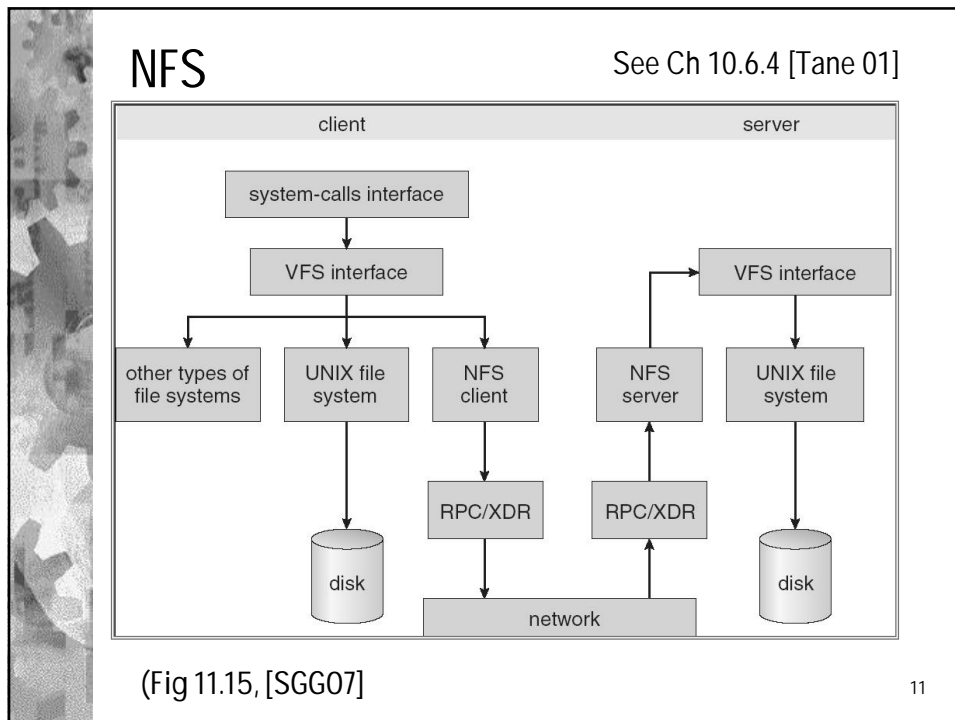 NFS
See Ch 10.6.4 [Tane 01]
client
server
system-calls interface
VFS interface
VFS interface
other types of
file systems
UNIX file
system
NFS
client
NFS
server
UNIX file
system
RPC/XDR
RPC/XDR
disk
disk
network
(Fig 11.15, [SGG07]
11